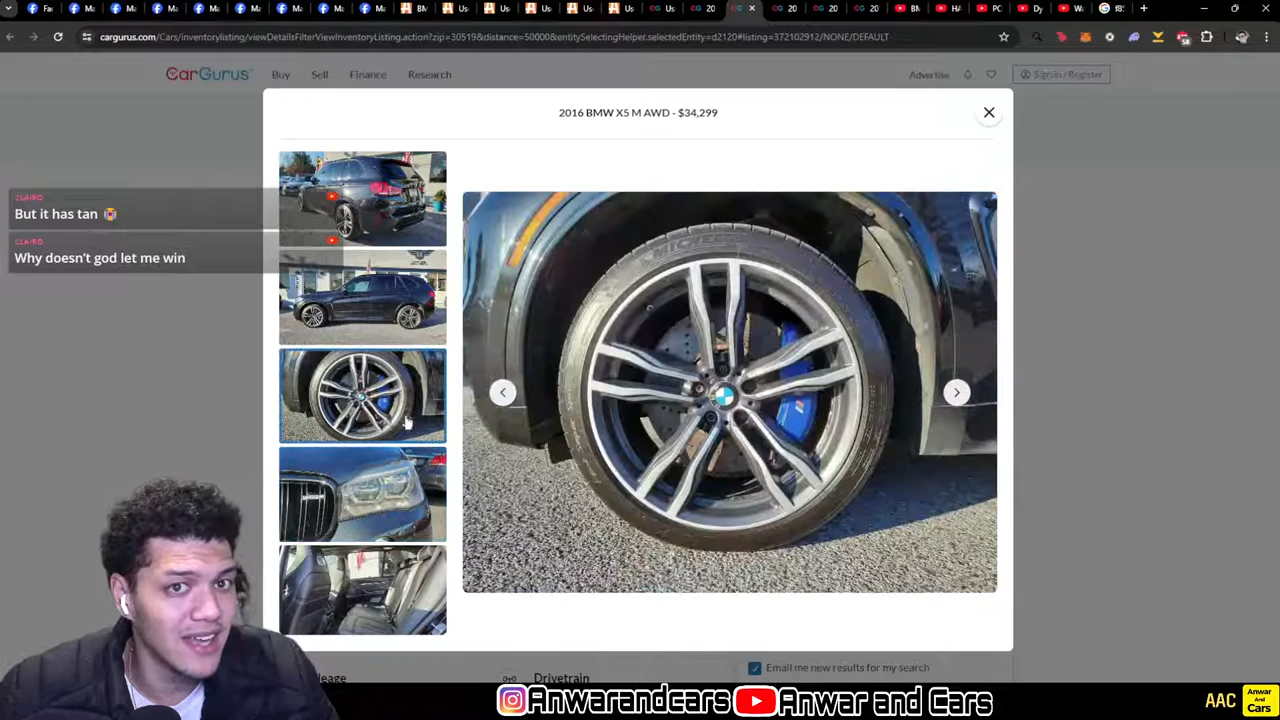 cargurus.com/Cars/inventorylisting/viewDetailsFilterViewInventoryListing.action?zip=30519&distance=50000&entitySelectingHelper.selectedEntity=d2120#listing=372102912/NONE/DEFAULT
CarGurus
Buy
Sell
Finance
Research
Advertise
Sign in / Register
2016 BMW X5 M AWD - $34,299
CLAIRO
But it has tan 😭
CLAIRO
Why doesn't god let me win
MICHELIN
Drivetrain
Email me new results for my search
@Anwarandcars
Anwar and Cars
AAC
Anwar
And
Cars